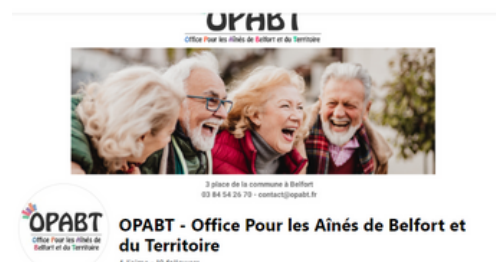 OPABT
Office Pour les Aînés de Belfort et du Territoire
3 place de la commune à Belfort
03 84 54 26 70 - contact@opabt.fr
OPABT
Office Pour les Aînés de
Belfort et du Territoire
OPABT - Office Pour les Aînés de Belfort et
du Territoire